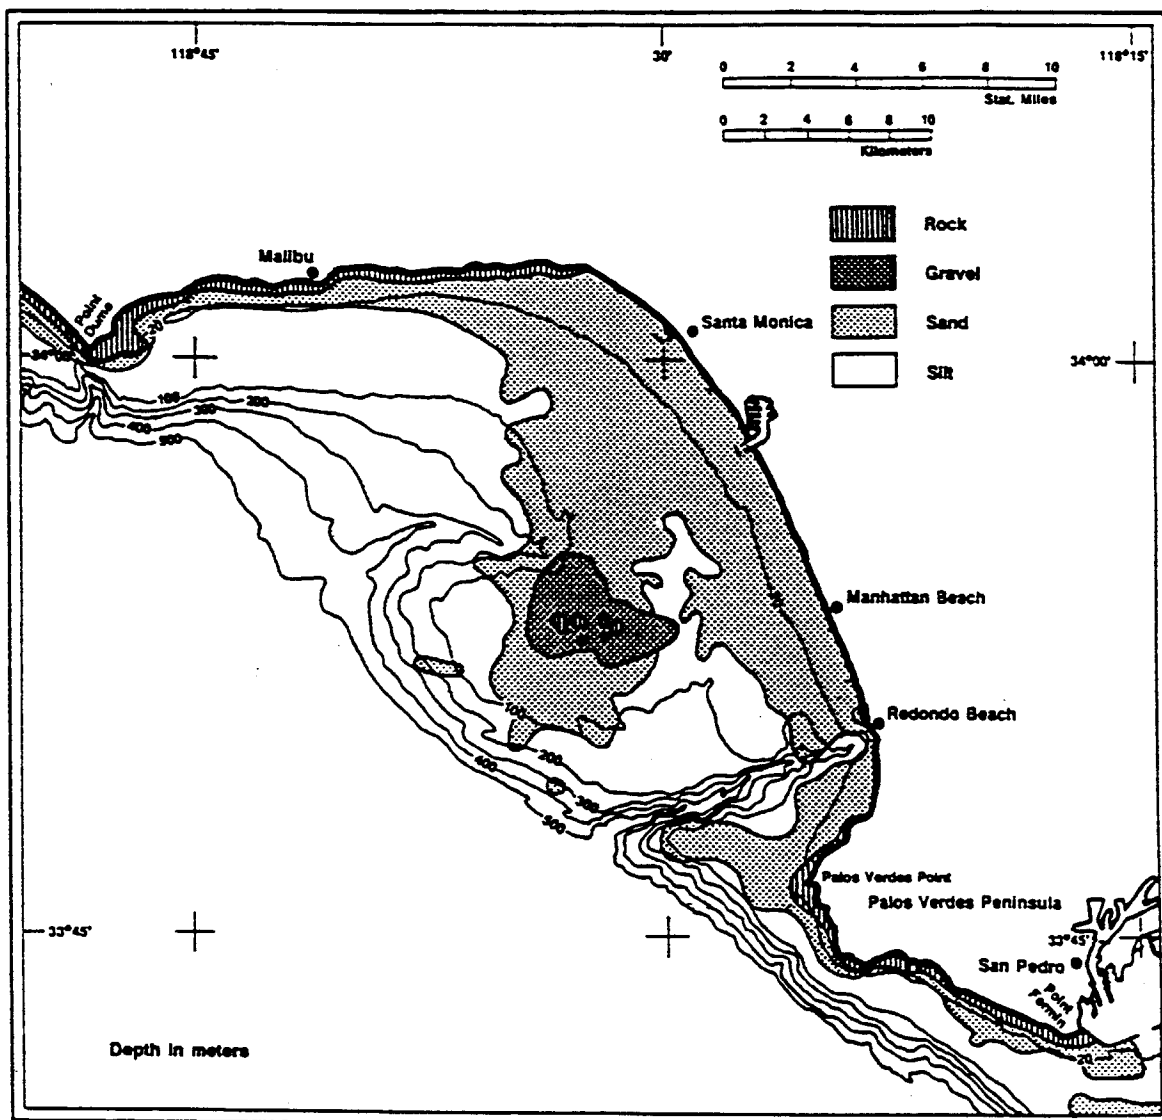 118°45'
30'
118°15'
0 2 4 6 8 10
Stat. Miles
0 2 4 6 8 10
Kilometers
Rock
Gravel
Sand
Silt
Malibu
Point
Dume
Santa Monica
34°00'
34°00'
100
200
300
400
500
Manhattan Beach
Redondo Beach
100
200
300
400
500
Palos Verdes Point
Palos Verdes Peninsula
33°45'
33°45'
San Pedro
Point
Fermin
20
Depth in meters